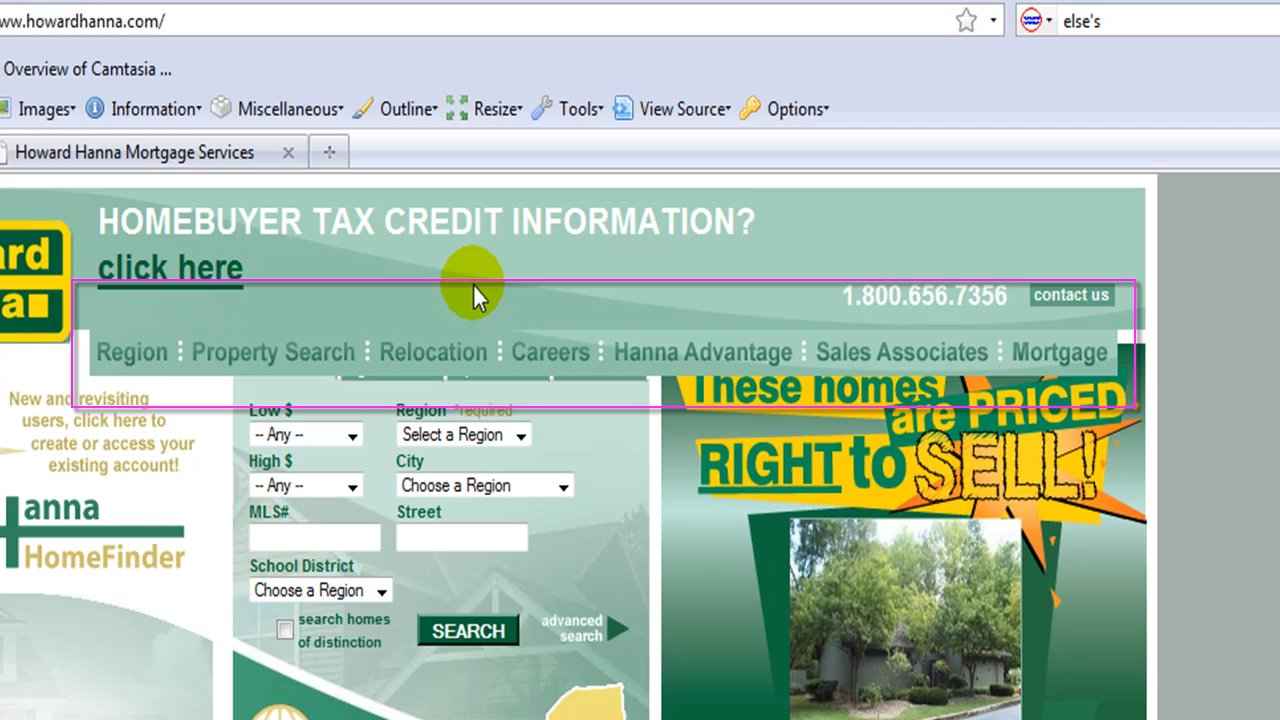 ww.howardhanna.com/
else's
Overview of Camtasia ...
Images
Information
Miscellaneous
Outline
Resize
Tools
View Source
Options
Howard Hanna Mortgage Services
HOMEBUYER TAX CREDIT INFORMATION?
click here
ard
a
1.800.656.7356
contact us
Region
Property Search
Relocation
Careers
Hanna Advantage
Sales Associates
Mortgage
New and revisiting
users, click here to
create or access your
existing account!
anna
HomeFinder
Low $
Region *required
-- Any --
Select a Region
High $
City
-- Any --
Choose a Region
MLS#
Street
School District
Choose a Region
search homes
of distinction
SEARCH
advanced
search
These homes
are PRICED
RIGHT to SELL!